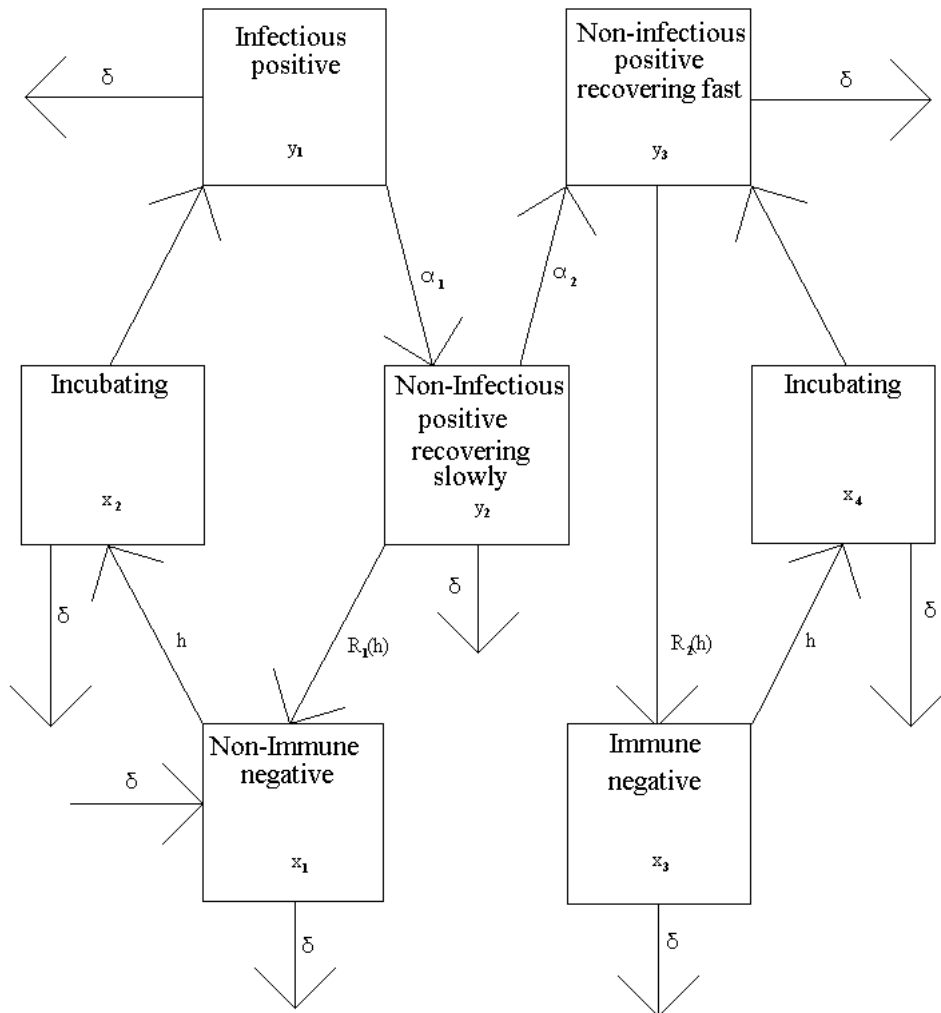 Infectious
positive
y₁
δ
Non-infectious
positive
recovering fast
y₃
δ
α₁
α₂
Incubating
x₂
δ
Non-Infectious
positive
recovering
slowly
y₂
δ
Incubating
x₄
δ
h
R₁(h)
R₂(h)
h
Non-Immune
negative
x₁
δ
δ
Immune
negative
x₃
δ